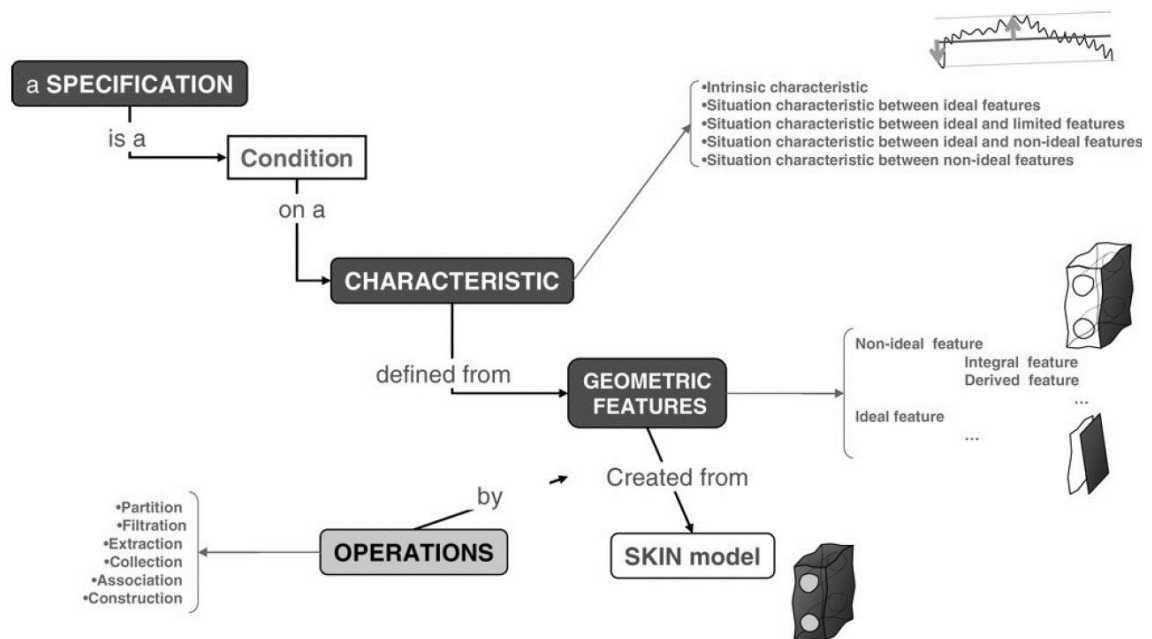 a SPECIFICATION
is a
Condition
on a
CHARACTERISTIC
•Intrinsic characteristic
•Situation characteristic between ideal features
•Situation characteristic between ideal and limited features
•Situation characteristic between ideal and non-ideal features
•Situation characteristic between non-ideal features
defined from
GEOMETRIC
FEATURES
Non-ideal feature
Integral feature
Derived feature
...
Ideal feature
...
Created from
by
OPERATIONS
•Partition
•Filtration
•Extraction
•Collection
•Association
•Construction
SKIN model